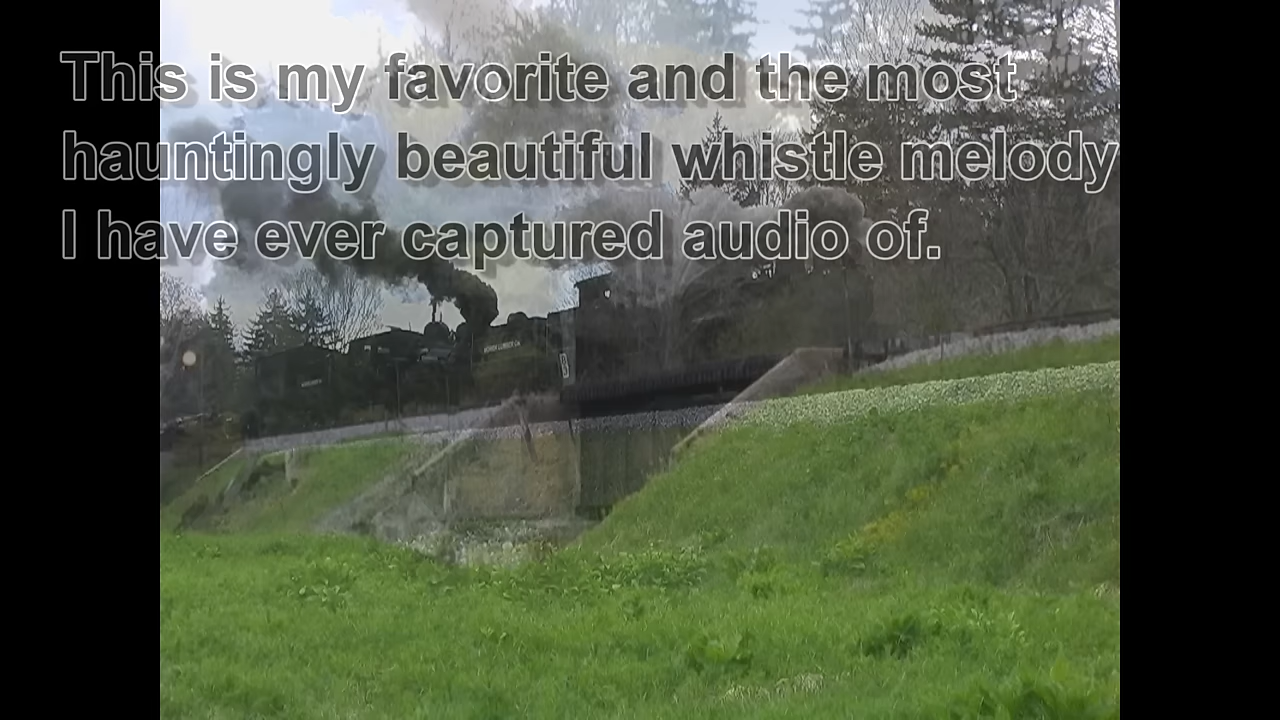 This is my favorite and the most
hauntingly beautiful whistle melody
I have ever captured audio of.